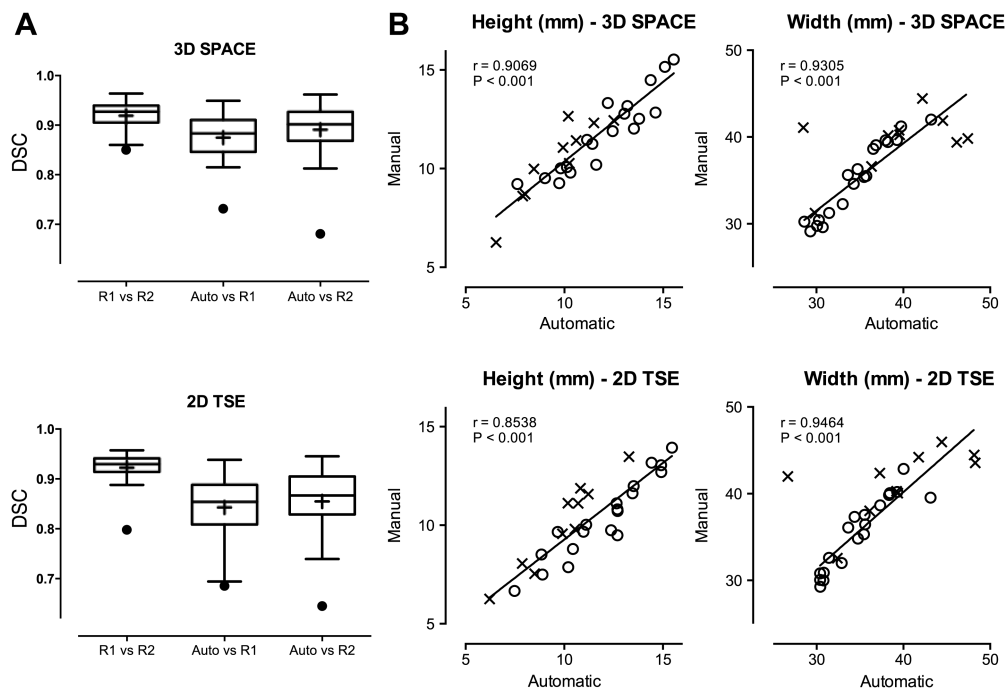 A
B
3D SPACE
1.0
0.9
0.8
0.7
DSC
R1 vs R2
Auto vs R1
Auto vs R2
Height (mm) - 3D SPACE
r = 0.9069
P < 0.001
15
10
5
Manual
5
10
15
Automatic
Width (mm) - 3D SPACE
r = 0.9305
P < 0.001
50
40
30
Manual
30
40
50
Automatic
2D TSE
1.0
0.9
0.8
0.7
DSC
R1 vs R2
Auto vs R1
Auto vs R2
Height (mm) - 2D TSE
r = 0.8538
P < 0.001
15
10
5
Manual
5
10
15
Automatic
Width (mm) - 2D TSE
r = 0.9464
P < 0.001
50
40
30
Manual
30
40
50
Automatic